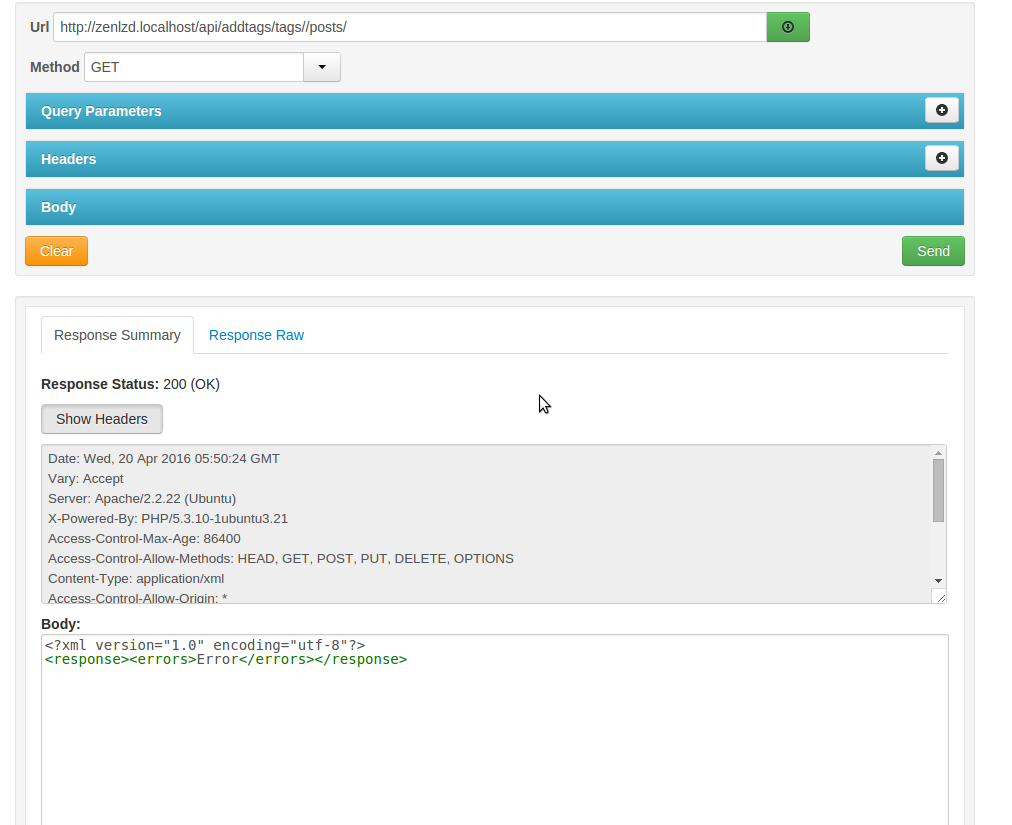 Url http://zenlzd.localhost/api/addtags/tags//posts/
Method GET
Query Parameters
Headers
Body
Clear Send
Response Summary Response Raw
Response Status: 200 (OK)
Show Headers
Date: Wed, 20 Apr 2016 05:50:24 GMT
Vary: Accept
Server: Apache/2.2.22 (Ubuntu)
X-Powered-By: PHP/5.3.10-1ubuntu3.21
Access-Control-Max-Age: 86400
Access-Control-Allow-Methods: HEAD, GET, POST, PUT, DELETE, OPTIONS
Content-Type: application/xml
Access-Control-Allow-Origin: *
Body:
<?xml version="1.0" encoding="utf-8"?>
<response><errors>Error</errors></response>